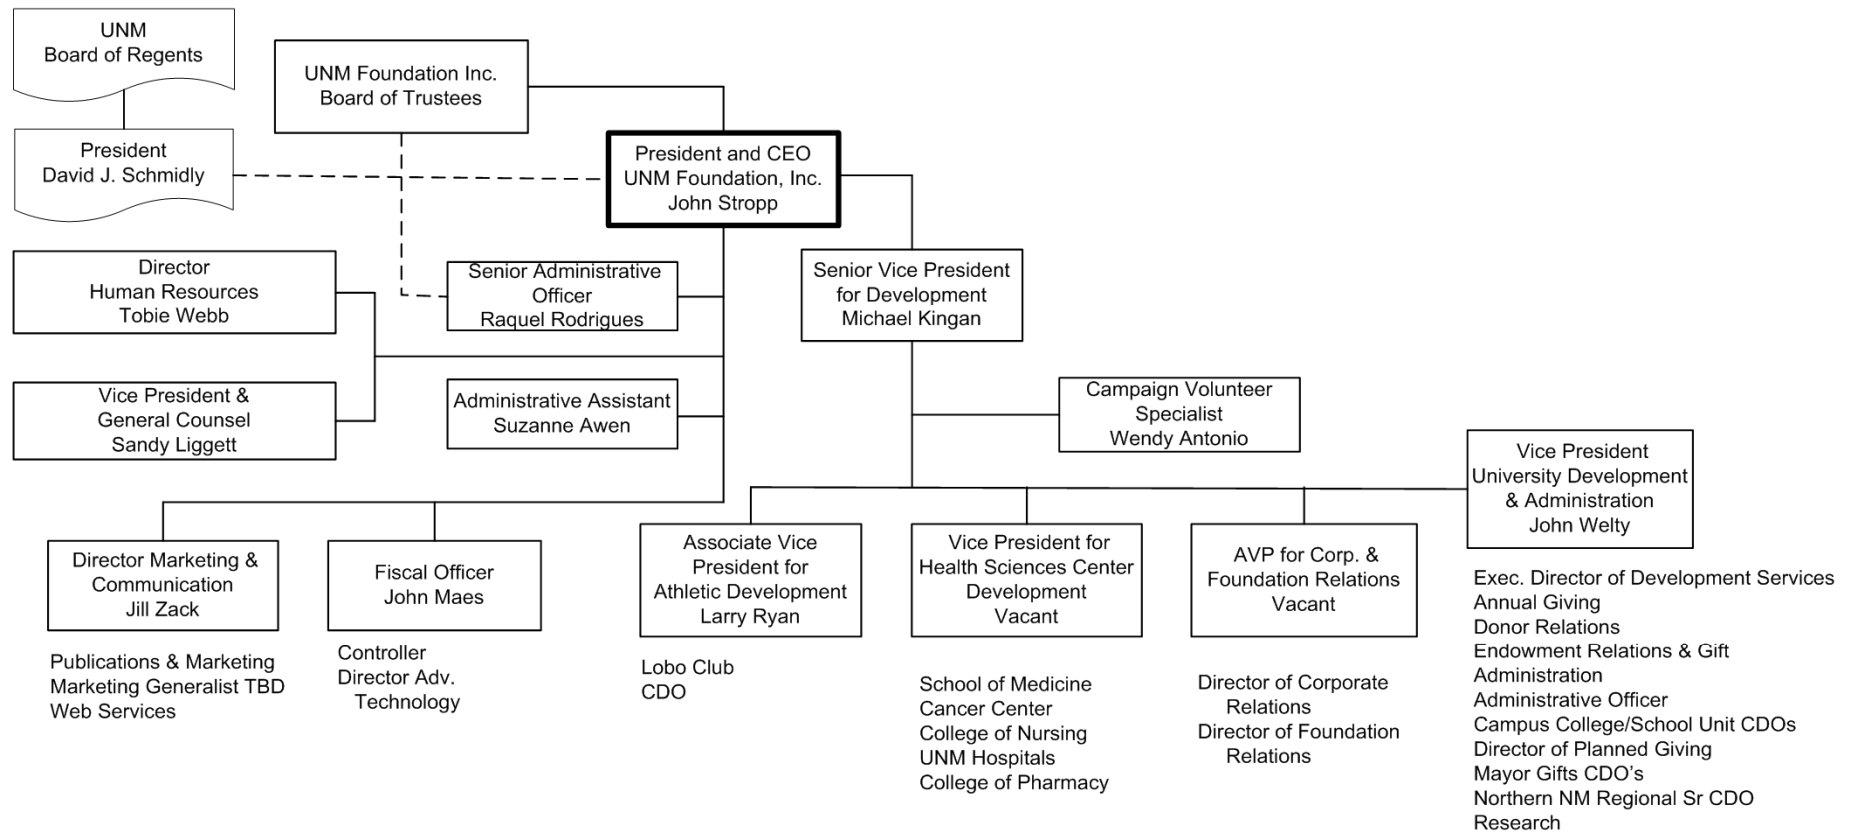 UNM
Board of Regents
UNM Foundation Inc.
Board of Trustees
President
David J. Schmidly
President and CEO
UNM Foundation, Inc.
John Stropp
Director
Human Resources
Tobie Webb
Senior Administrative
Officer
Raquel Rodrigues
Senior Vice President
for Development
Michael Kingan
Vice President &
General Counsel
Sandy Liggett
Administrative Assistant
Suzanne Awen
Campaign Volunteer
Specialist
Wendy Antonio
Vice President
University Development
& Administration
John Welty
Director Marketing &
Communication
Jill Zack
Fiscal Officer
John Maes
Associate Vice
President for
Athletic Development
Larry Ryan
Vice President for
Health Sciences Center
Development
Vacant
AVP for Corp. &
Foundation Relations
Vacant
Publications & Marketing
Marketing Generalist TBD
Web Services
Controller
Director Adv.
Technology
Lobo Club
CDO
School of Medicine
Cancer Center
College of Nursing
UNM Hospitals
College of Pharmacy
Director of Corporate
Relations
Director of Foundation
Relations
Exec. Director of Development Services
Annual Giving
Donor Relations
Endowment Relations & Gift
Administration
Administrative Officer
Campus College/School Unit CDOs
Director of Planned Giving
Mayor Gifts CDO's
Northern NM Regional Sr CDO
Research